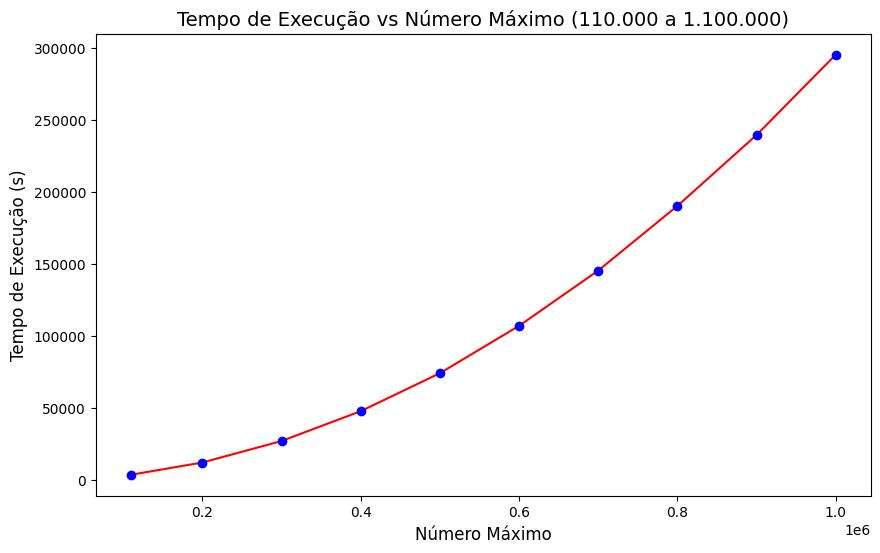 Tempo de Execução vs Número Máximo (110.000 a 1.100.000)
Tempo de Execução (s)
300000
250000
200000
150000
100000
50000
0
0.2 0.4 0.6 0.8 1.0
1e6
Número Máximo